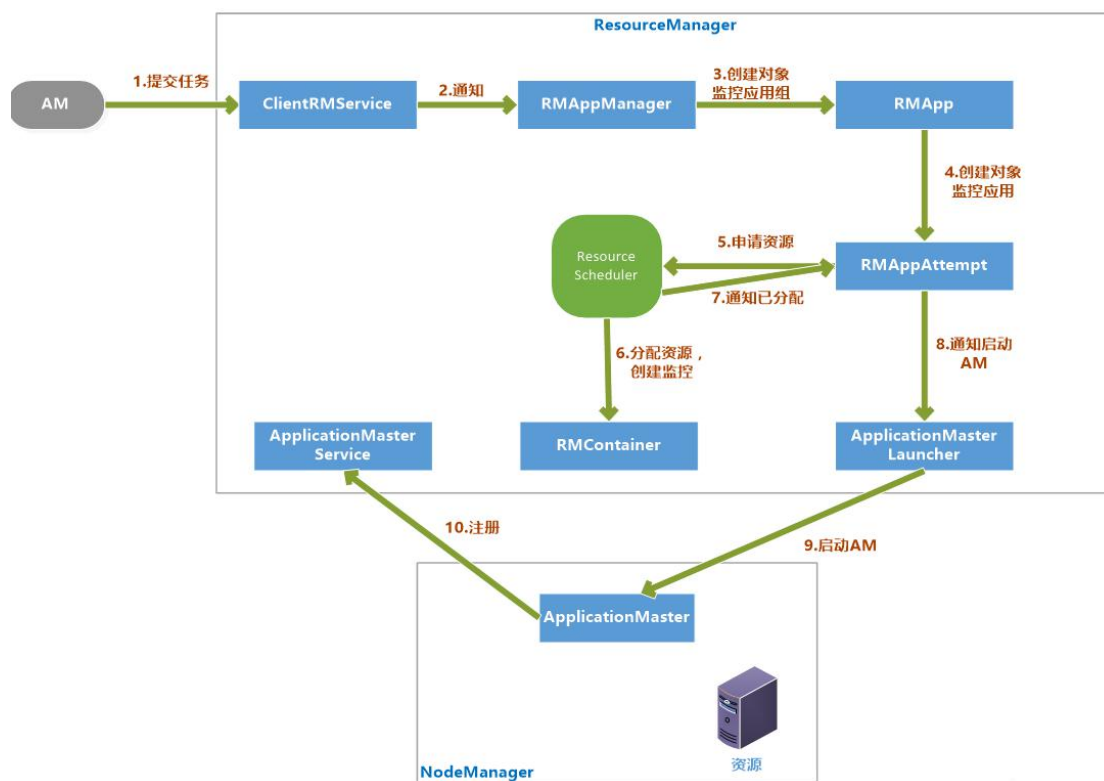 ResourceManager
1.提交任务
2.通知
3.创建对象
监控应用组
AM
ClientRMService
RMAppManager
RMApp
4.创建对象
监控应用
5.申请资源
Resource
Scheduler
RMAppAttempt
7.通知已分配
6.分配资源，
创建监控
8.通知启动
AM
ApplicationMaster
Service
RMContainer
ApplicationMaster
Launcher
10.注册
9.启动AM
ApplicationMaster
资源
NodeManager